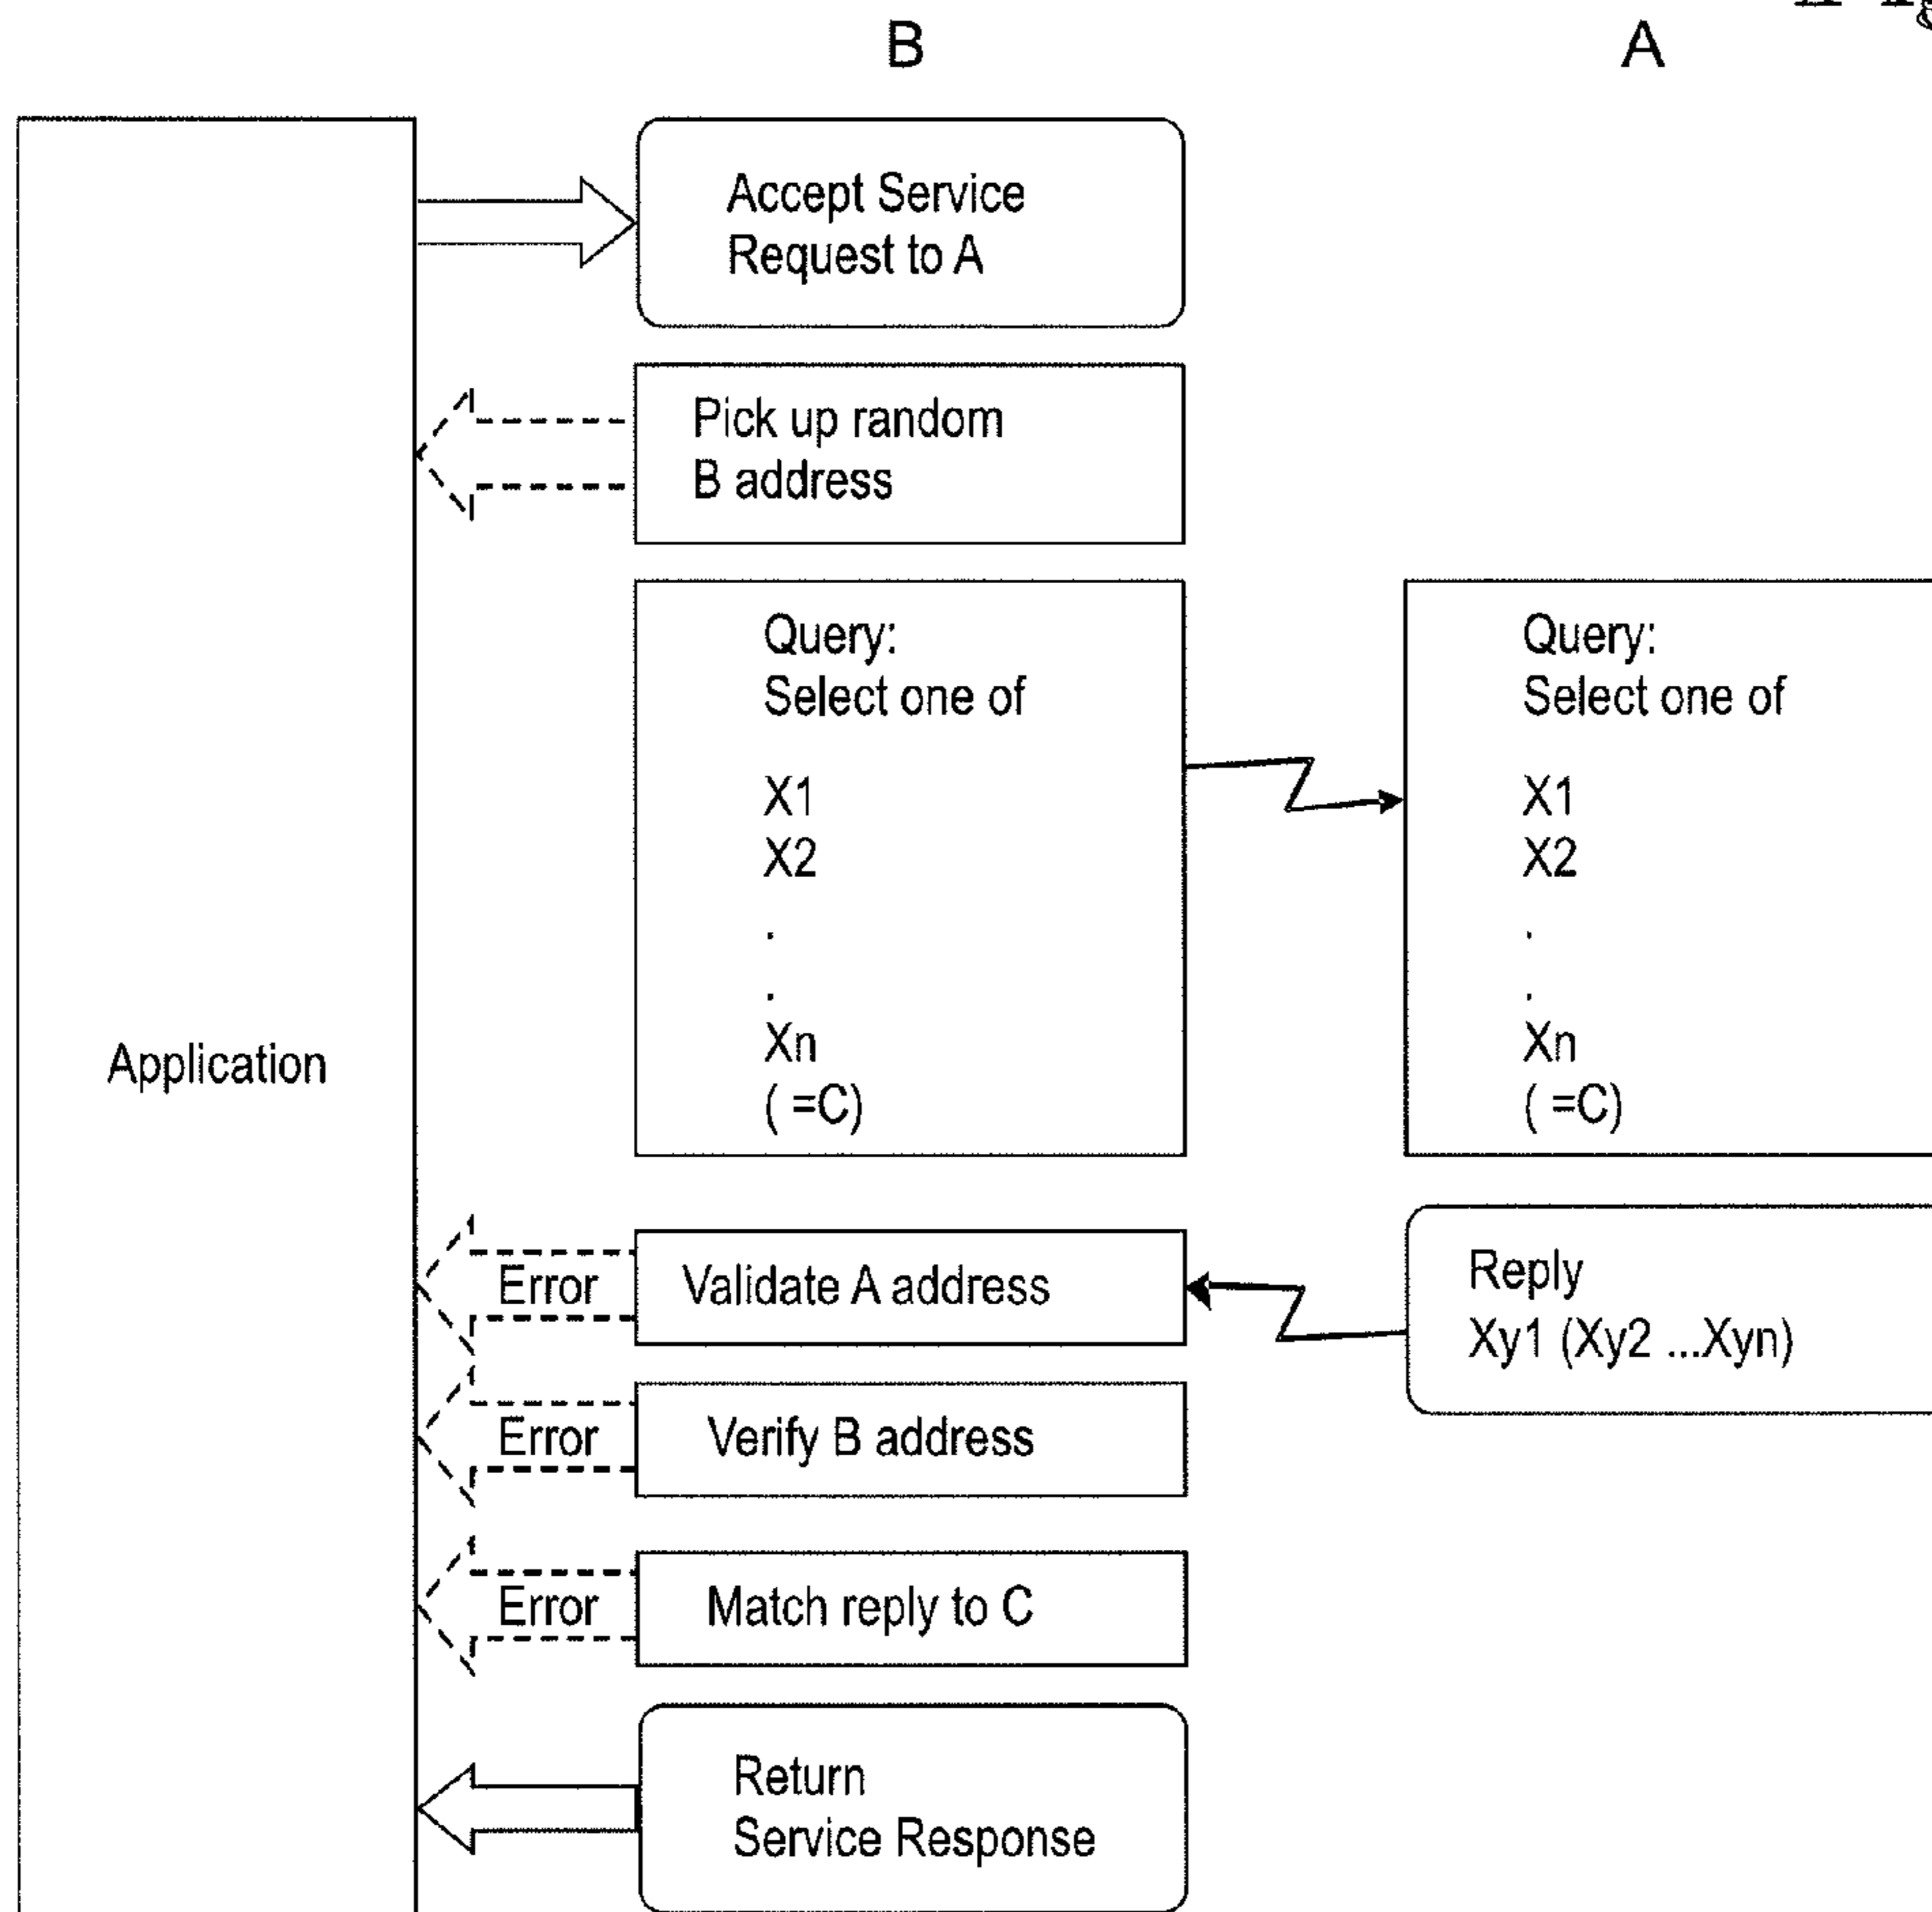 B
A
Application
Accept Service
Request to A
Pick up random
B address
Query:
Select one of
X1
X2
.
.
Xn
( =C)
Query:
Select one of
X1
X2
.
.
Xn
( =C)
Error
Validate A address
Reply
Xy1 (Xy2 ...Xyn)
Error
Verify B address
Error
Match reply to C
Return
Service Response